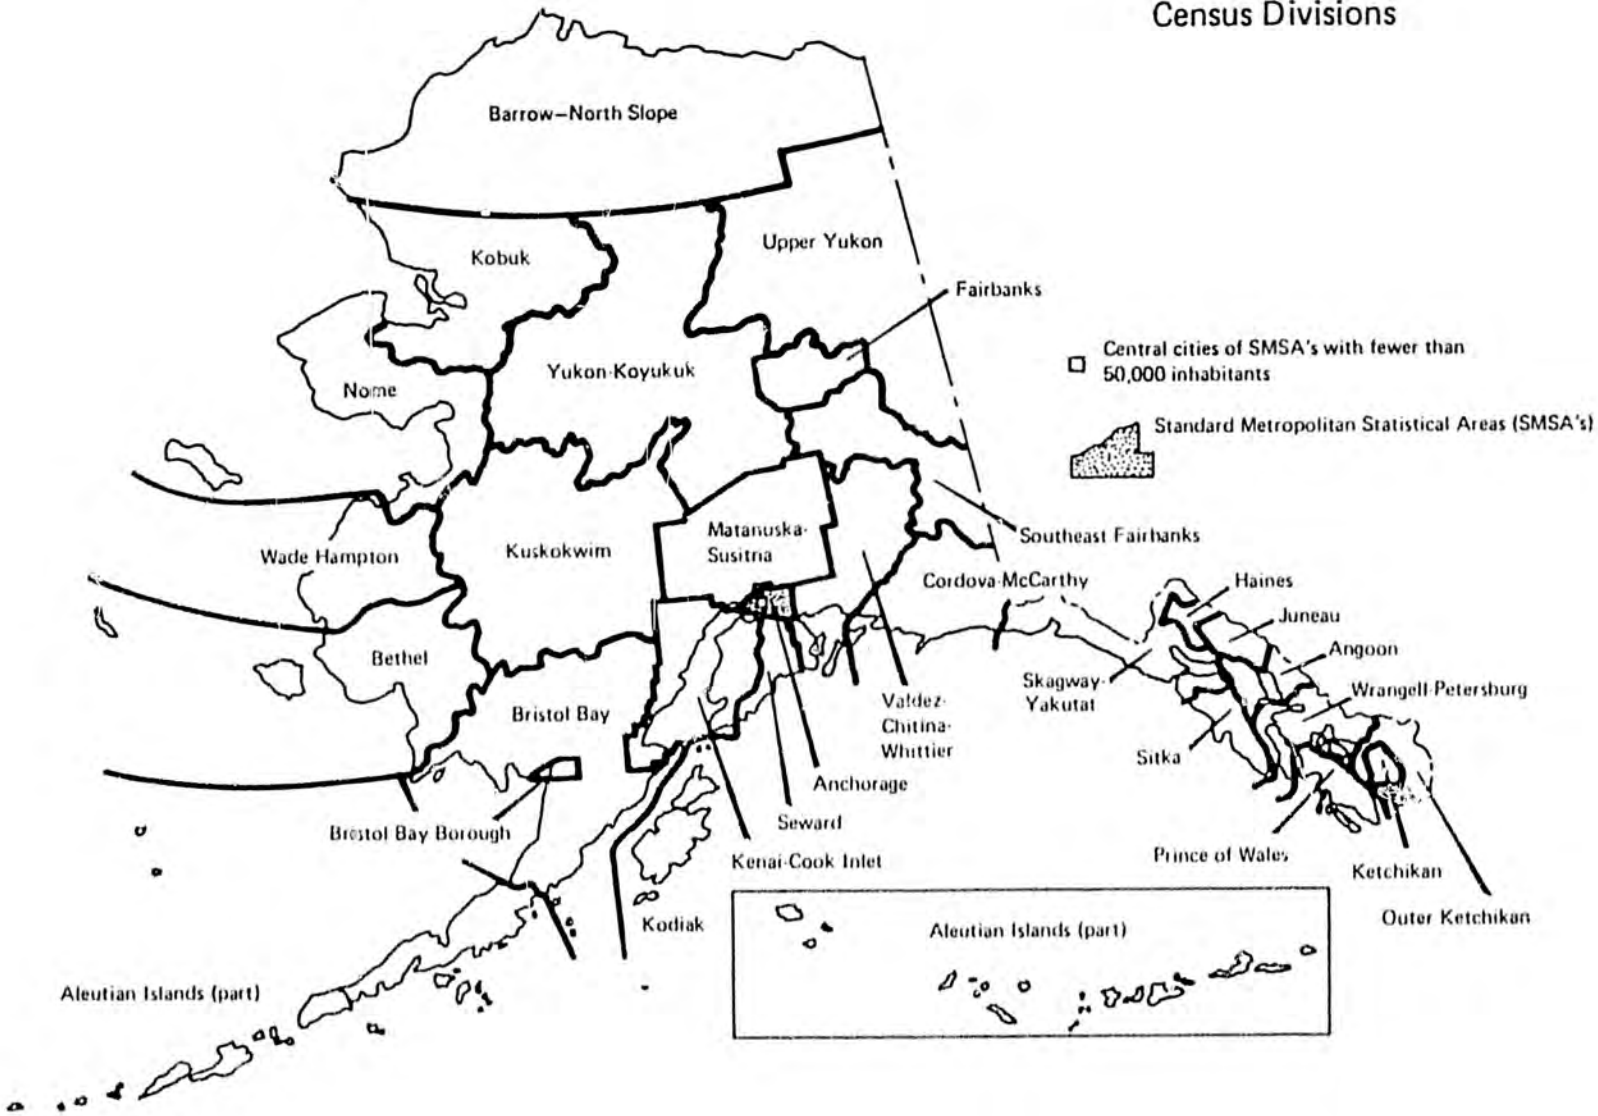 Census Divisions
Barrow–North Slope
Upper Yukon
Kobuk
Fairbanks
Central cities of SMSA's with fewer than
50,000 inhabitants
Yukon-Koyukuk
Nome
Standard Metropolitan Statistical Areas (SMSA's)
Matanuska-
Susitna
Southeast Fairbanks
Kuskokwim
Wade Hampton
Cordova-McCarthy
Haines
Juneau
Angoon
Bethel
Skagway-
Yakutat
Wrangell-Petersburg
Valdez-
Chitina-
Whittier
Bristol Bay
Sitka
Anchorage
Seward
Bristol Bay Borough
Kenai-Cook Inlet
Prince of Wales
Ketchikan
Outer Ketchikan
Kodiak
Aleutian Islands (part)
Aleutian Islands (part)